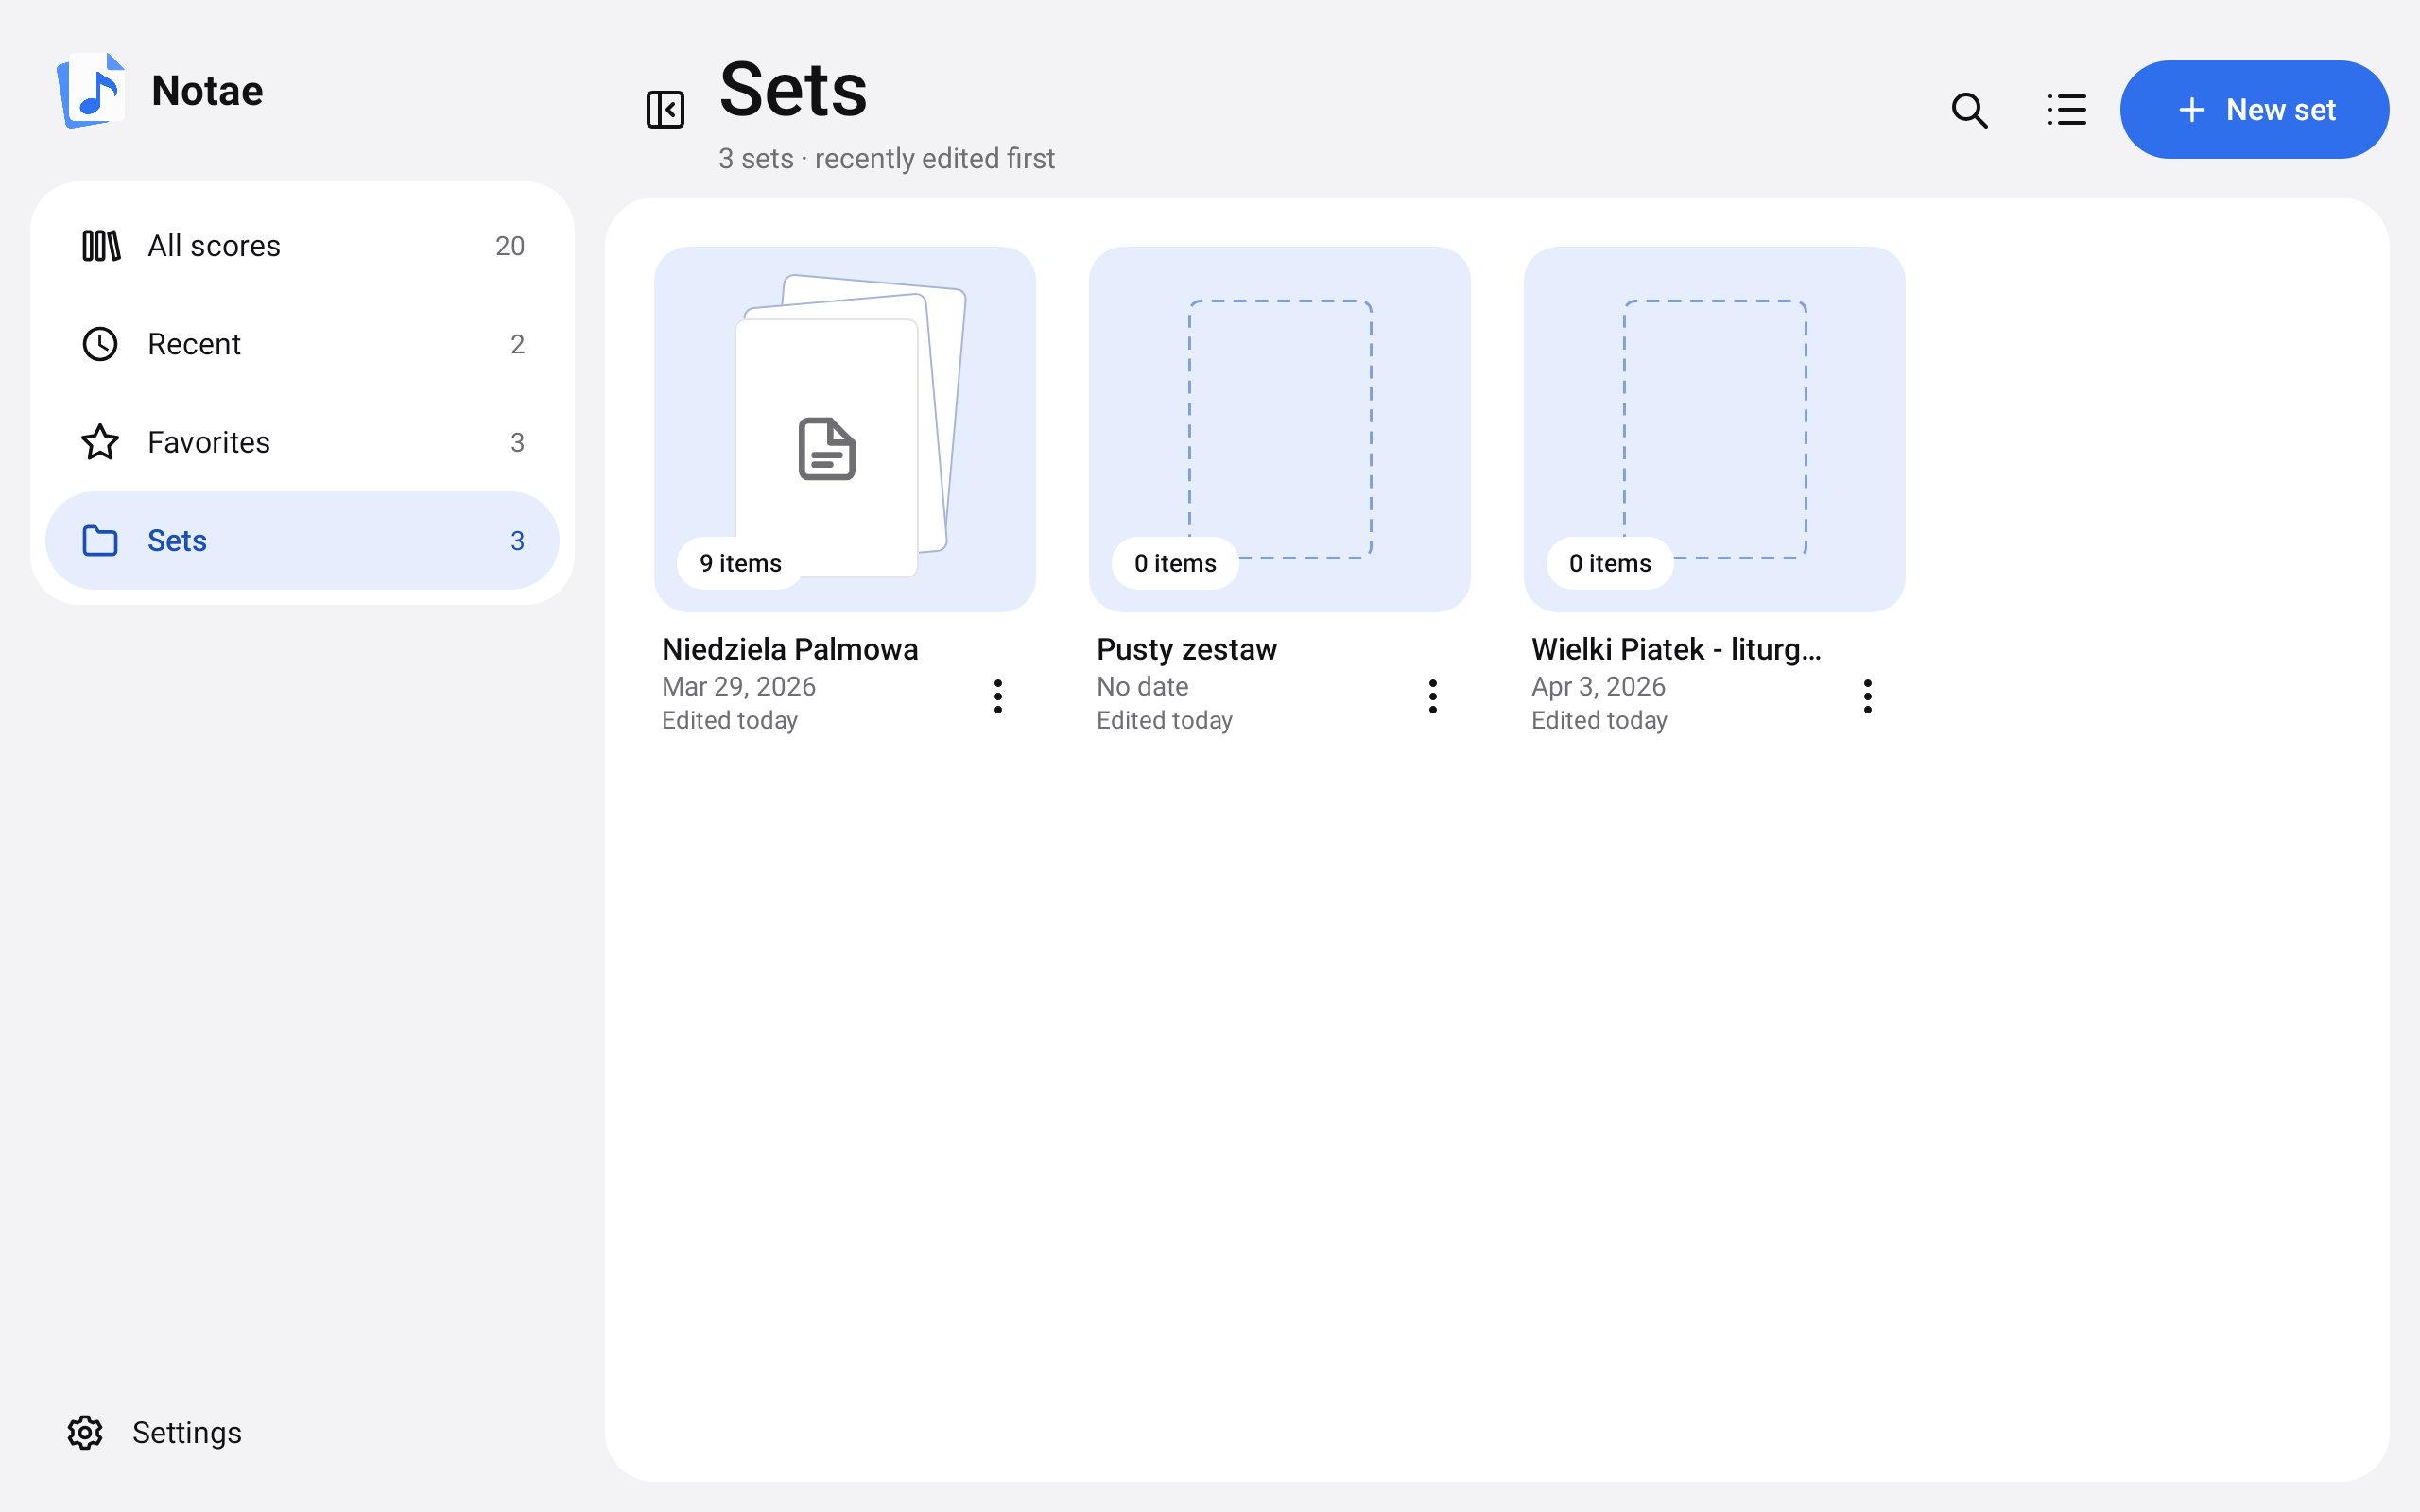 Notae
All scores 20
Recent 2
Favorites 3
Sets 3
Settings
Sets
3 sets · recently edited first
New set
9 items
Niedziela Palmowa
Mar 29, 2026
Edited today
0 items
Pusty zestaw
No date
Edited today
0 items
Wielki Piatek - liturg...
Apr 3, 2026
Edited today